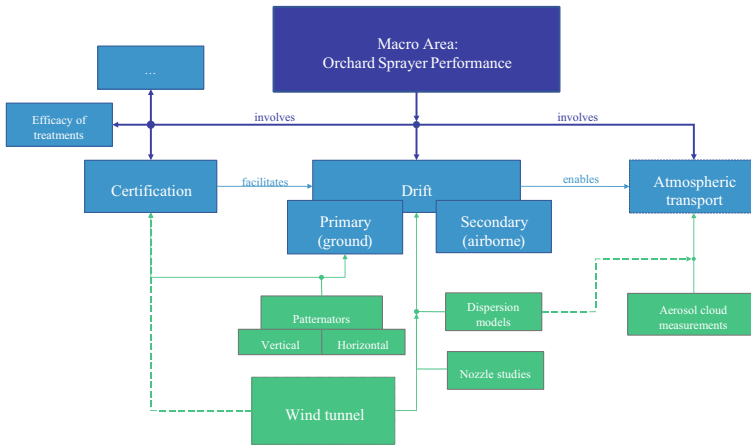 Macro Area:
Orchard Sprayer Performance
…
Efficacy of
treatments
involves
involves
Certification
facilitates
Drift
enables
Atmospheric
transport
Primary
(ground)
Secondary
(airborne)
Patternators
Vertical
Horizontal
Dispersion
models
Aerosol cloud
measurements
Nozzle studies
Wind tunnel